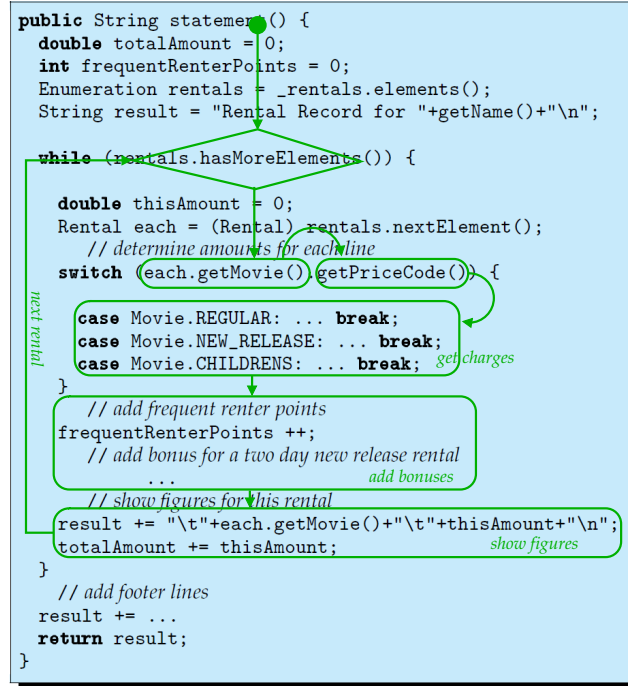 public String statement() {
double totalAmount = 0;
int frequentRenterPoints = 0;
Enumeration rentals = _rentals.elements();
String result = "Rental Record for "+getName()+"\n";
while (rentals.hasMoreElements()) {
double thisAmount = 0;
Rental each = (Rental) rentals.nextElement();
// determine amounts for each line
switch (each.getMovie().getPriceCode()) {
next rental
case Movie.REGULAR: ... break;
case Movie.NEW_RELEASE: ... break;
case Movie.CHILDRENS: ... break;
get charges
}
// add frequent renter points
frequentRenterPoints ++;
// add bonus for a two day new release rental
...
add bonuses
// show figures for this rental
result += "\t"+each.getMovie()+"\t"+thisAmount+"\n";
totalAmount += thisAmount;
show figures
}
// add footer lines
result += ...
return result;
}